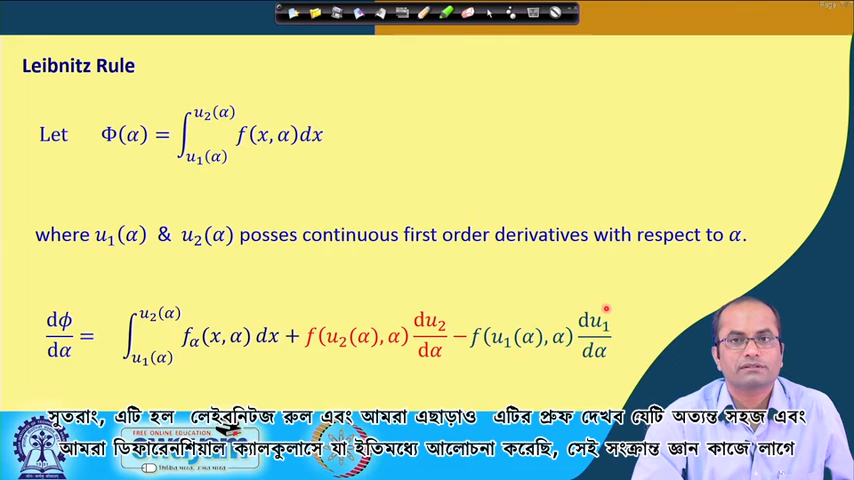 Leibnitz Rule
Let Φ(α) = ∫_{u₁(α)}^{u₂(α)} f(x, α)dx
where u₁(α) & u₂(α) posses continuous first order derivatives with respect to α.
dϕ/dα = ∫_{u₁(α)}^{u₂(α)} f_α(x, α) dx + f(u₂(α), α) du₂/dα − f(u₁(α), α) du₁/dα
সুতরাং, এটি হল লেইবনিটজ রুল এবং আমরা এছাড়াও এটির প্রুফ দেখব যেটি অত্যন্ত সহজ এবং
আমরা ডিফারেনশিয়াল ক্যালকুলাসে যা ইতিমধ্যে আলোচনা করেছি, সেই সংক্রান্ত জ্ঞান কাজে লাগে
FREE ONLINE EDUCATION
swayam